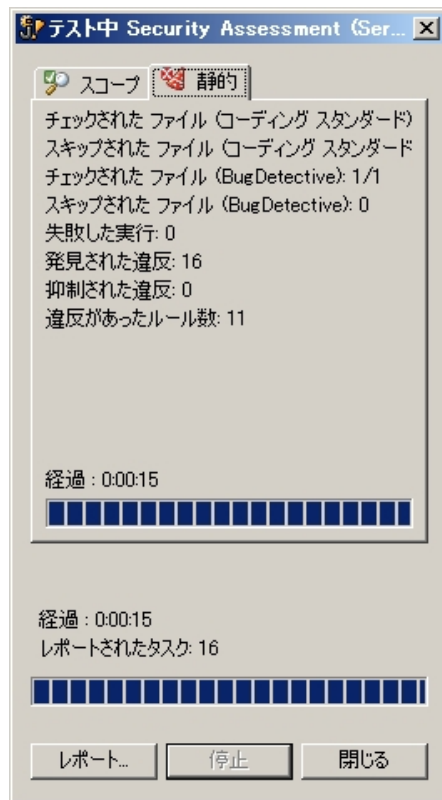 テスト中 Security Assessment (Ser...
スコープ
静的
チェックされた ファイル (コーディング スタンダード)
スキップされた ファイル (コーディング スタンダード
チェックされた ファイル (BugDetective): 1/1
スキップされた ファイル (BugDetective): 0
失敗した実行: 0
発見された違反: 16
抑制された違反: 0
違反があったルール数: 11
経過 : 0:00:15
経過 : 0:00:15
レポートされたタスク: 16
レポート...
停止
閉じる